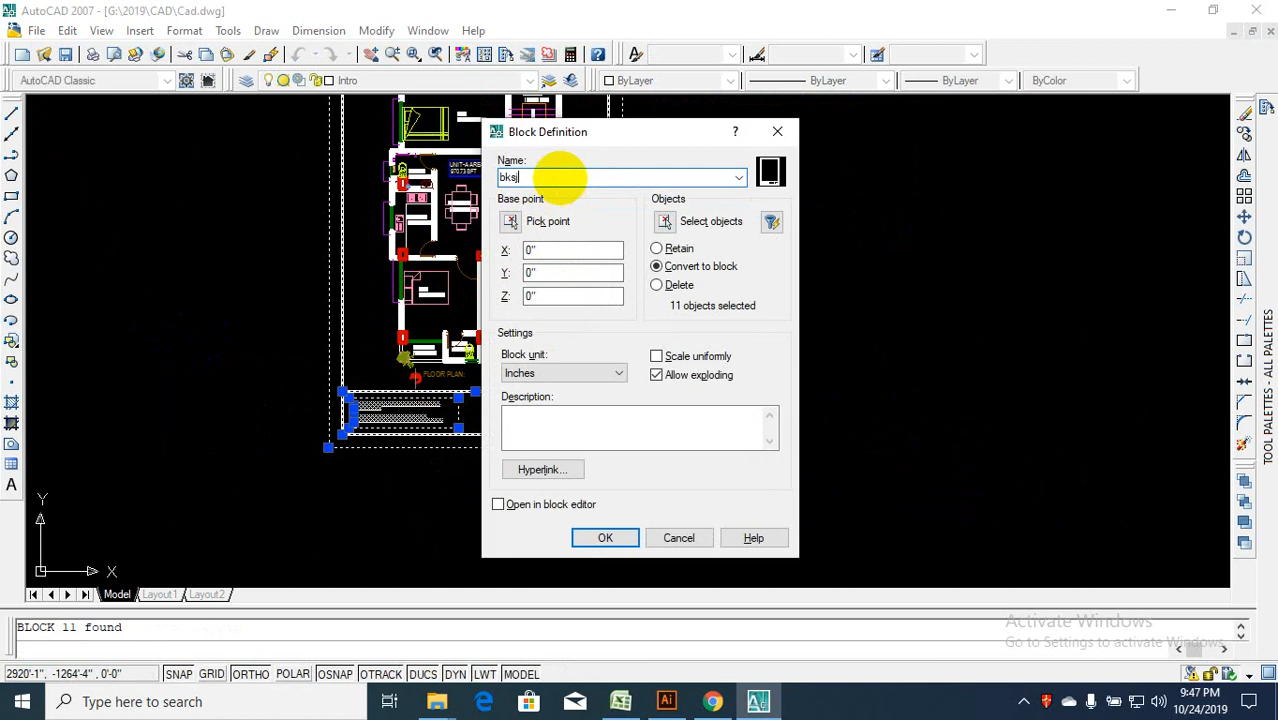 AutoCAD 2007 - [G:\2019\CAD\Cad.dwg]
File Edit View Insert Format Tools Draw Dimension Modify Window Help
AutoCAD Classic
Intro
ByLayer
ByLayer
ByLayer
ByColor
Block Definition
Name:
bksj
Base point
Pick point
X: 0"
Y: 0"
Z: 0"
Objects
Select objects
Retain
Convert to block
Delete
11 objects selected
Settings
Block unit:
Inches
Scale uniformly
Allow exploding
Description:
Hyperlink...
Open in block editor
OK Cancel Help
FLOOR PLAN:
Y
X
TOOL PALETTES - ALL PALETTES
Model Layout1 Layout2
BLOCK 11 found
Activate Windows
Go to Settings to activate Windows.
2920'-1", -1264'-4", 0'-0"
SNAP GRID ORTHO POLAR OSNAP OTRACK DUCS DYN LWT MODEL
Type here to search
9:47 PM
10/24/2019